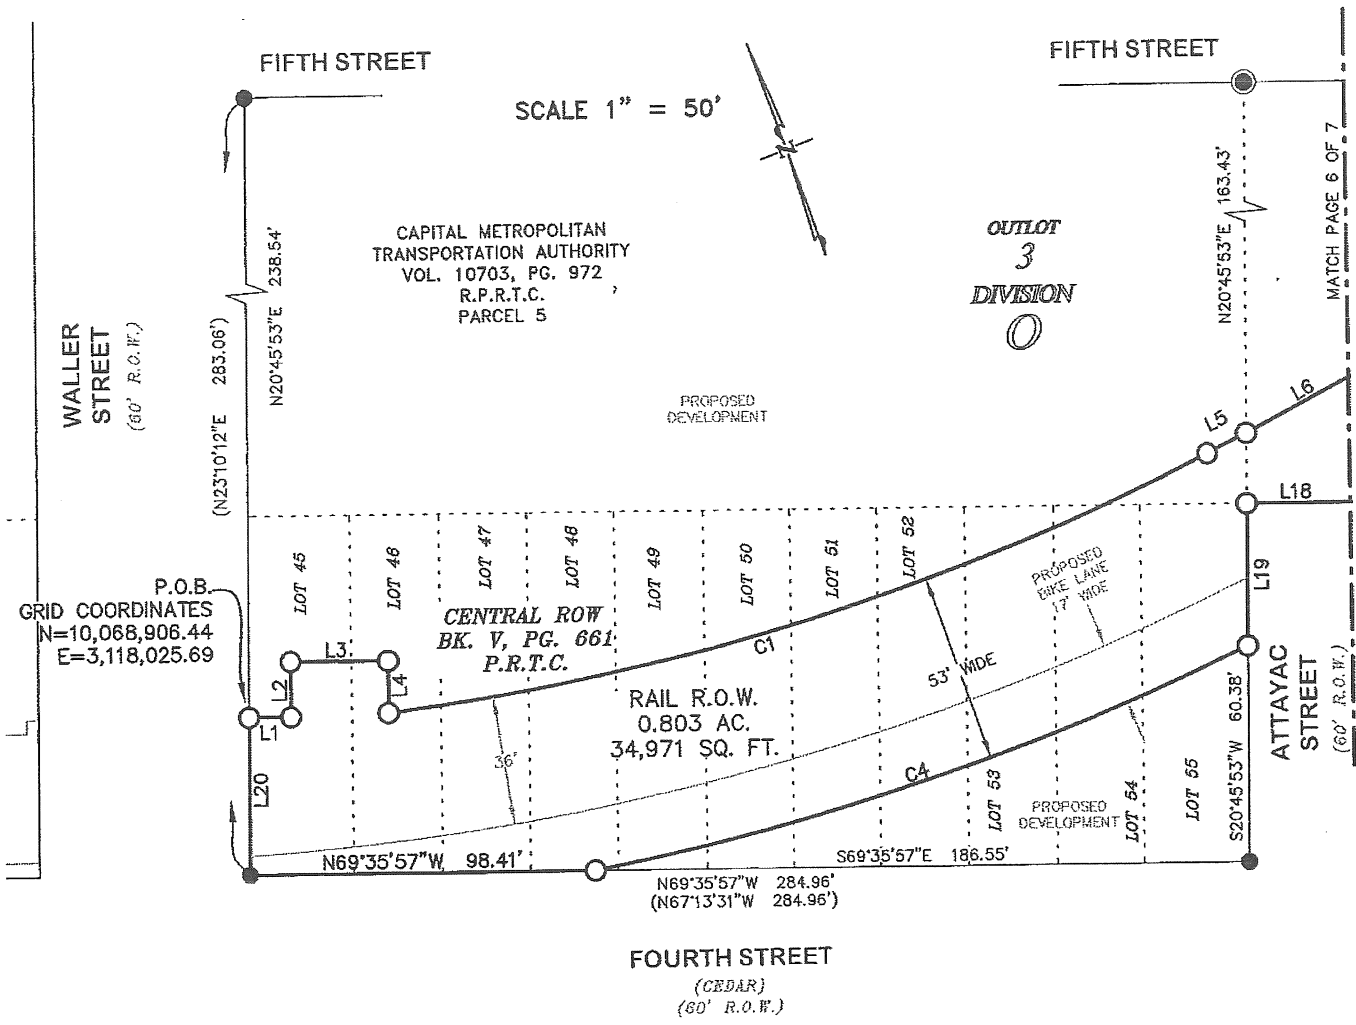 FIFTH STREET
FIFTH STREET
SCALE 1" = 50'
N
CAPITAL METROPOLITAN
TRANSPORTATION AUTHORITY
VOL. 10703, PG. 972
R.P.R.T.C.
PARCEL 5
OUTLOT
3
DIVISION
O
MATCH PAGE 6 OF 7
N20°45'53"E 163.43'
N20°45'53"E 238.54'
(N23°10'12"E 283.06')
WALLER
STREET
(60' R.O.W.)
PROPOSED
DEVELOPMENT
L5
L6
L18
L19
P.O.B.
GRID COORDINATES
N=10,068,906.44
E=3,118,025.69
LOT 45
LOT 46
LOT 47
LOT 48
LOT 49
LOT 50
LOT 51
LOT 52
CENTRAL ROW
BK. V, PG. 661
P.R.T.C.
PROPOSED
BIKE LANE
17' WIDE
L1
L2
L3
L4
L20
C1
53' WIDE
RAIL R.O.W.
0.803 AC.
34,971 SQ. FT.
36'
C4
LOT 53
PROPOSED
DEVELOPMENT
LOT 54
LOT 55
S20°45'53"W 60.38'
ATTAYAC
STREET
(60' R.O.W.)
N69°35'57"W 98.41'
S69°35'57"E 186.55'
N69°35'57"W 284.96'
(N67°13'31"W 284.96')
FOURTH STREET
(CEDAR)
(60' R.O.W.)